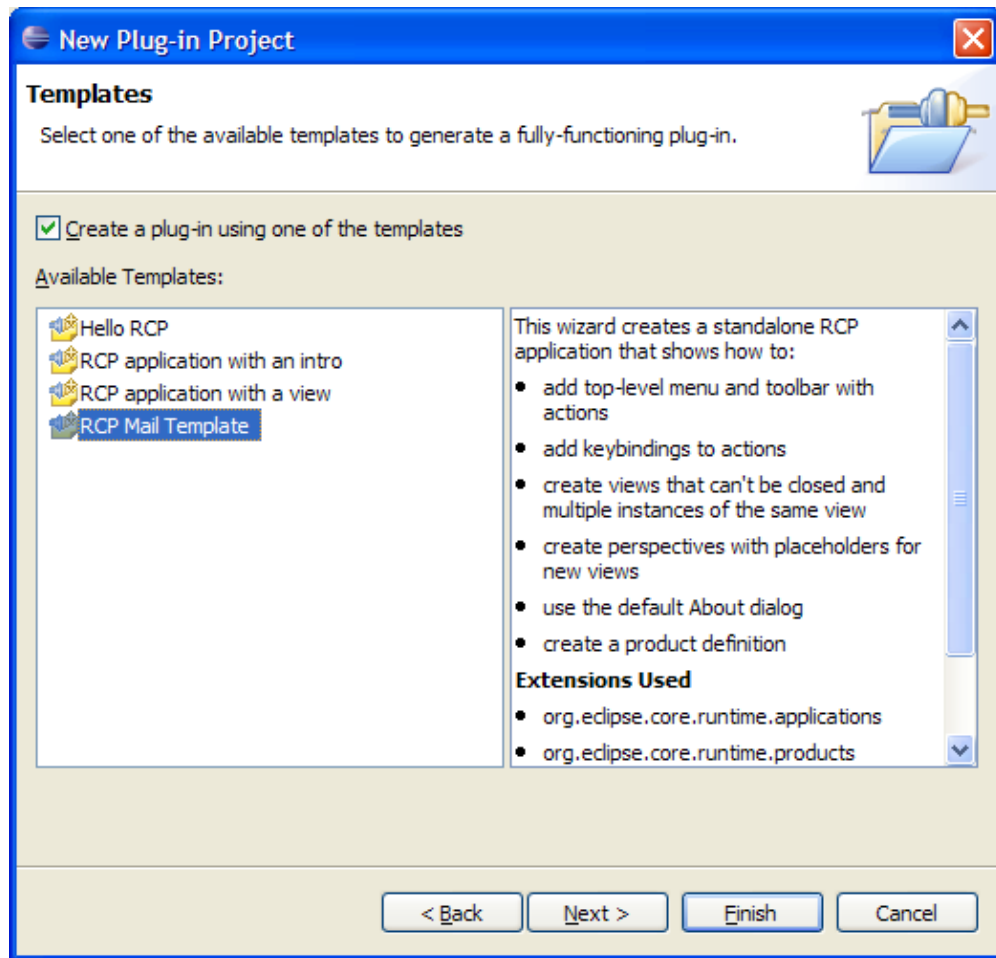 New Plug-in Project
Templates
Select one of the available templates to generate a fully-functioning plug-in.
Create a plug-in using one of the templates
Available Templates:
Hello RCP
RCP application with an intro
RCP application with a view
RCP Mail Template
This wizard creates a standalone RCP
application that shows how to:
• add top-level menu and toolbar with
actions
• add keybindings to actions
• create views that can't be closed and
multiple instances of the same view
• create perspectives with placeholders for
new views
• use the default About dialog
• create a product definition
Extensions Used
• org.eclipse.core.runtime.applications
• org.eclipse.core.runtime.products
< Back
Next >
Finish
Cancel